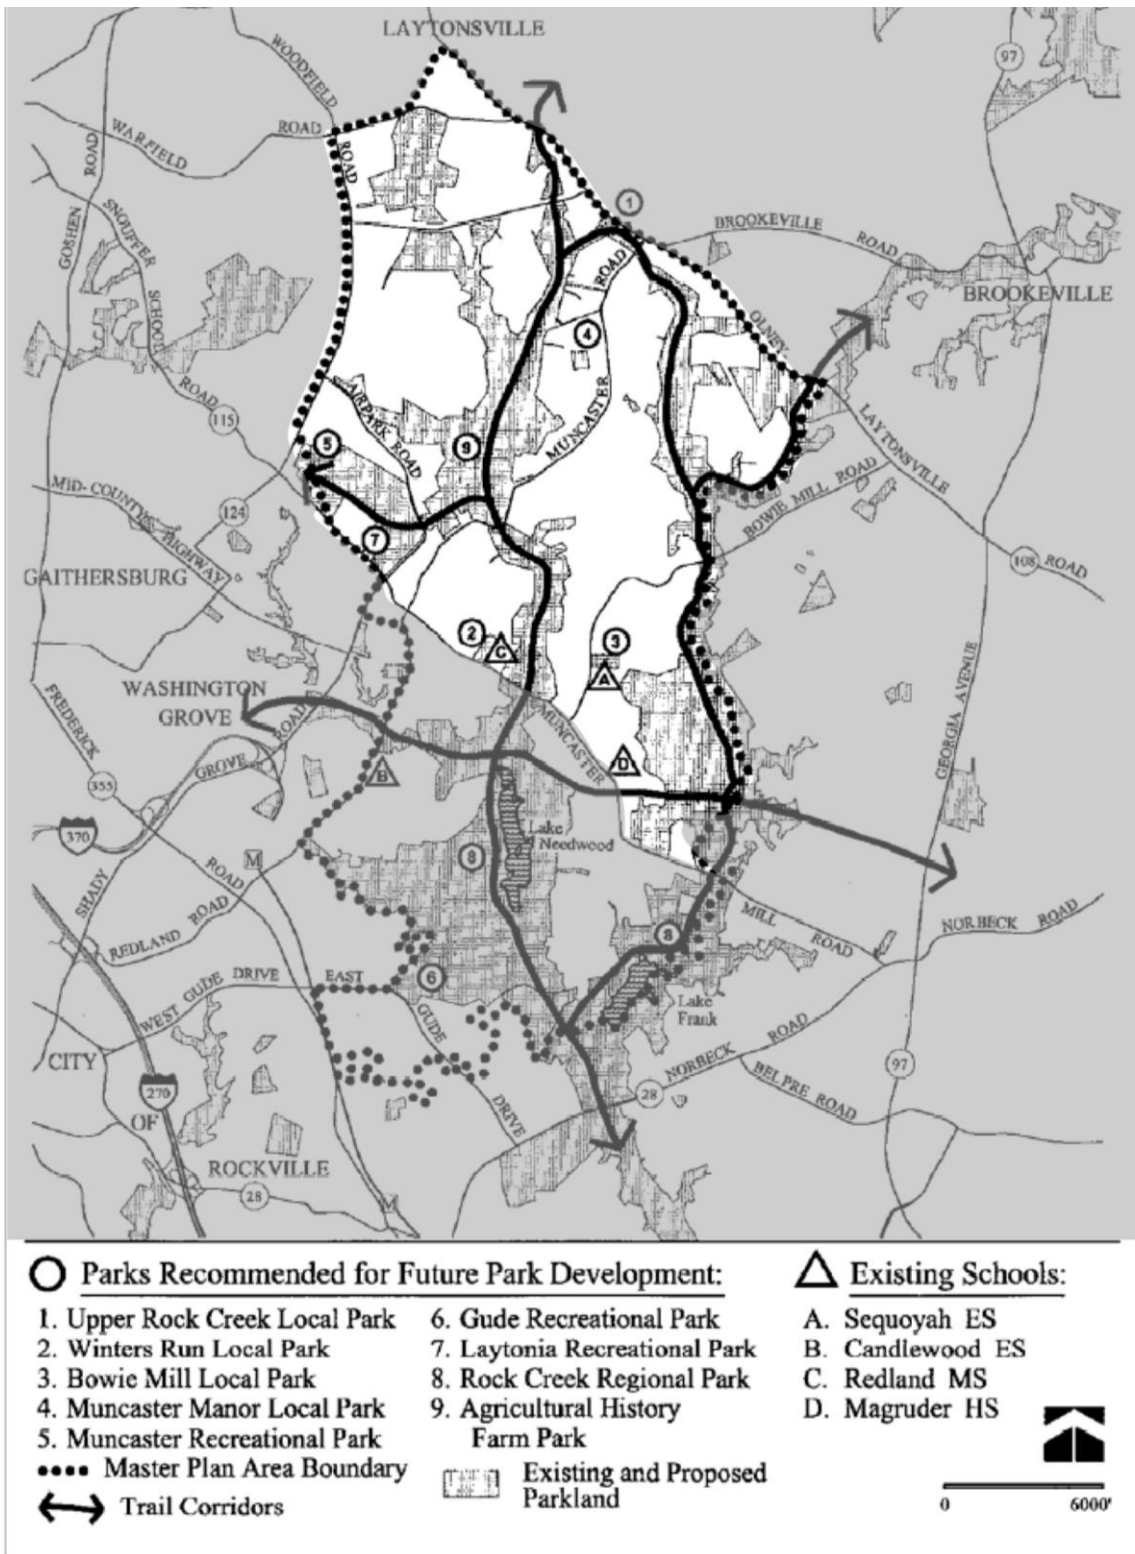 LAYTONSVILLE
WOODFIELD
97
WARFIELD
ROAD
ROAD
ROAD
GOSHEN
SNOUFFER
SCHOOL
ROAD
1
BROOKEVILLE
ROAD
BROOKEVILLE
ROAD
4
OLNEY
LAYTONSVILLE
ROAD
115
AIRPARK ROAD
5
9
MUNCASTER
BOWIE MILL ROAD
MID-COUNTY
HIGHWAY
124
7
108
GAITHERSBURG
2
C
3
A
WASHINGTON
GROVE
MUNCASTER
GEORGIA AVENUE
FREDERICK
ROAD
GROVE
D
B
355
370
M
ROAD
Lake
Needwood
8
SHADY
REDLAND
ROAD
MILL
ROAD
NORBECK
ROAD
8
WEST GUDE
DRIVE
EAST
6
GUDE
DRIVE
Lake
Frank
CITY
OF
ROCKVILLE
270
NORBECK
ROAD
BELPRE ROAD
97
28
28
M
Parks Recommended for Future Park Development:
1. Upper Rock Creek Local Park
2. Winters Run Local Park
3. Bowie Mill Local Park
4. Muncaster Manor Local Park
5. Muncaster Recreational Park
6. Gude Recreational Park
7. Laytonia Recreational Park
8. Rock Creek Regional Park
9. Agricultural History
Farm Park
Existing Schools:
A. Sequoyah ES
B. Candlewood ES
C. Redland MS
D. Magruder HS
Master Plan Area Boundary
Trail Corridors
Existing and Proposed
Parkland
0
6000'